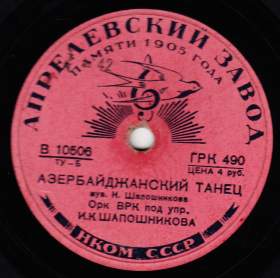 АПРЕЛЕВСКИЙ ЗАВОД
ПАМЯТИ 1905 ГОДА
42
В 10506
ТУ-Б
ГРК 490
ЦЕНА 4 руб.
АЗЕРБАЙДЖАНСКИЙ ТАНЕЦ
муз. И. Шапошникова
Орк ВРК под упр.
И.К ШАПОШНИКОВА
НКОМ СССР